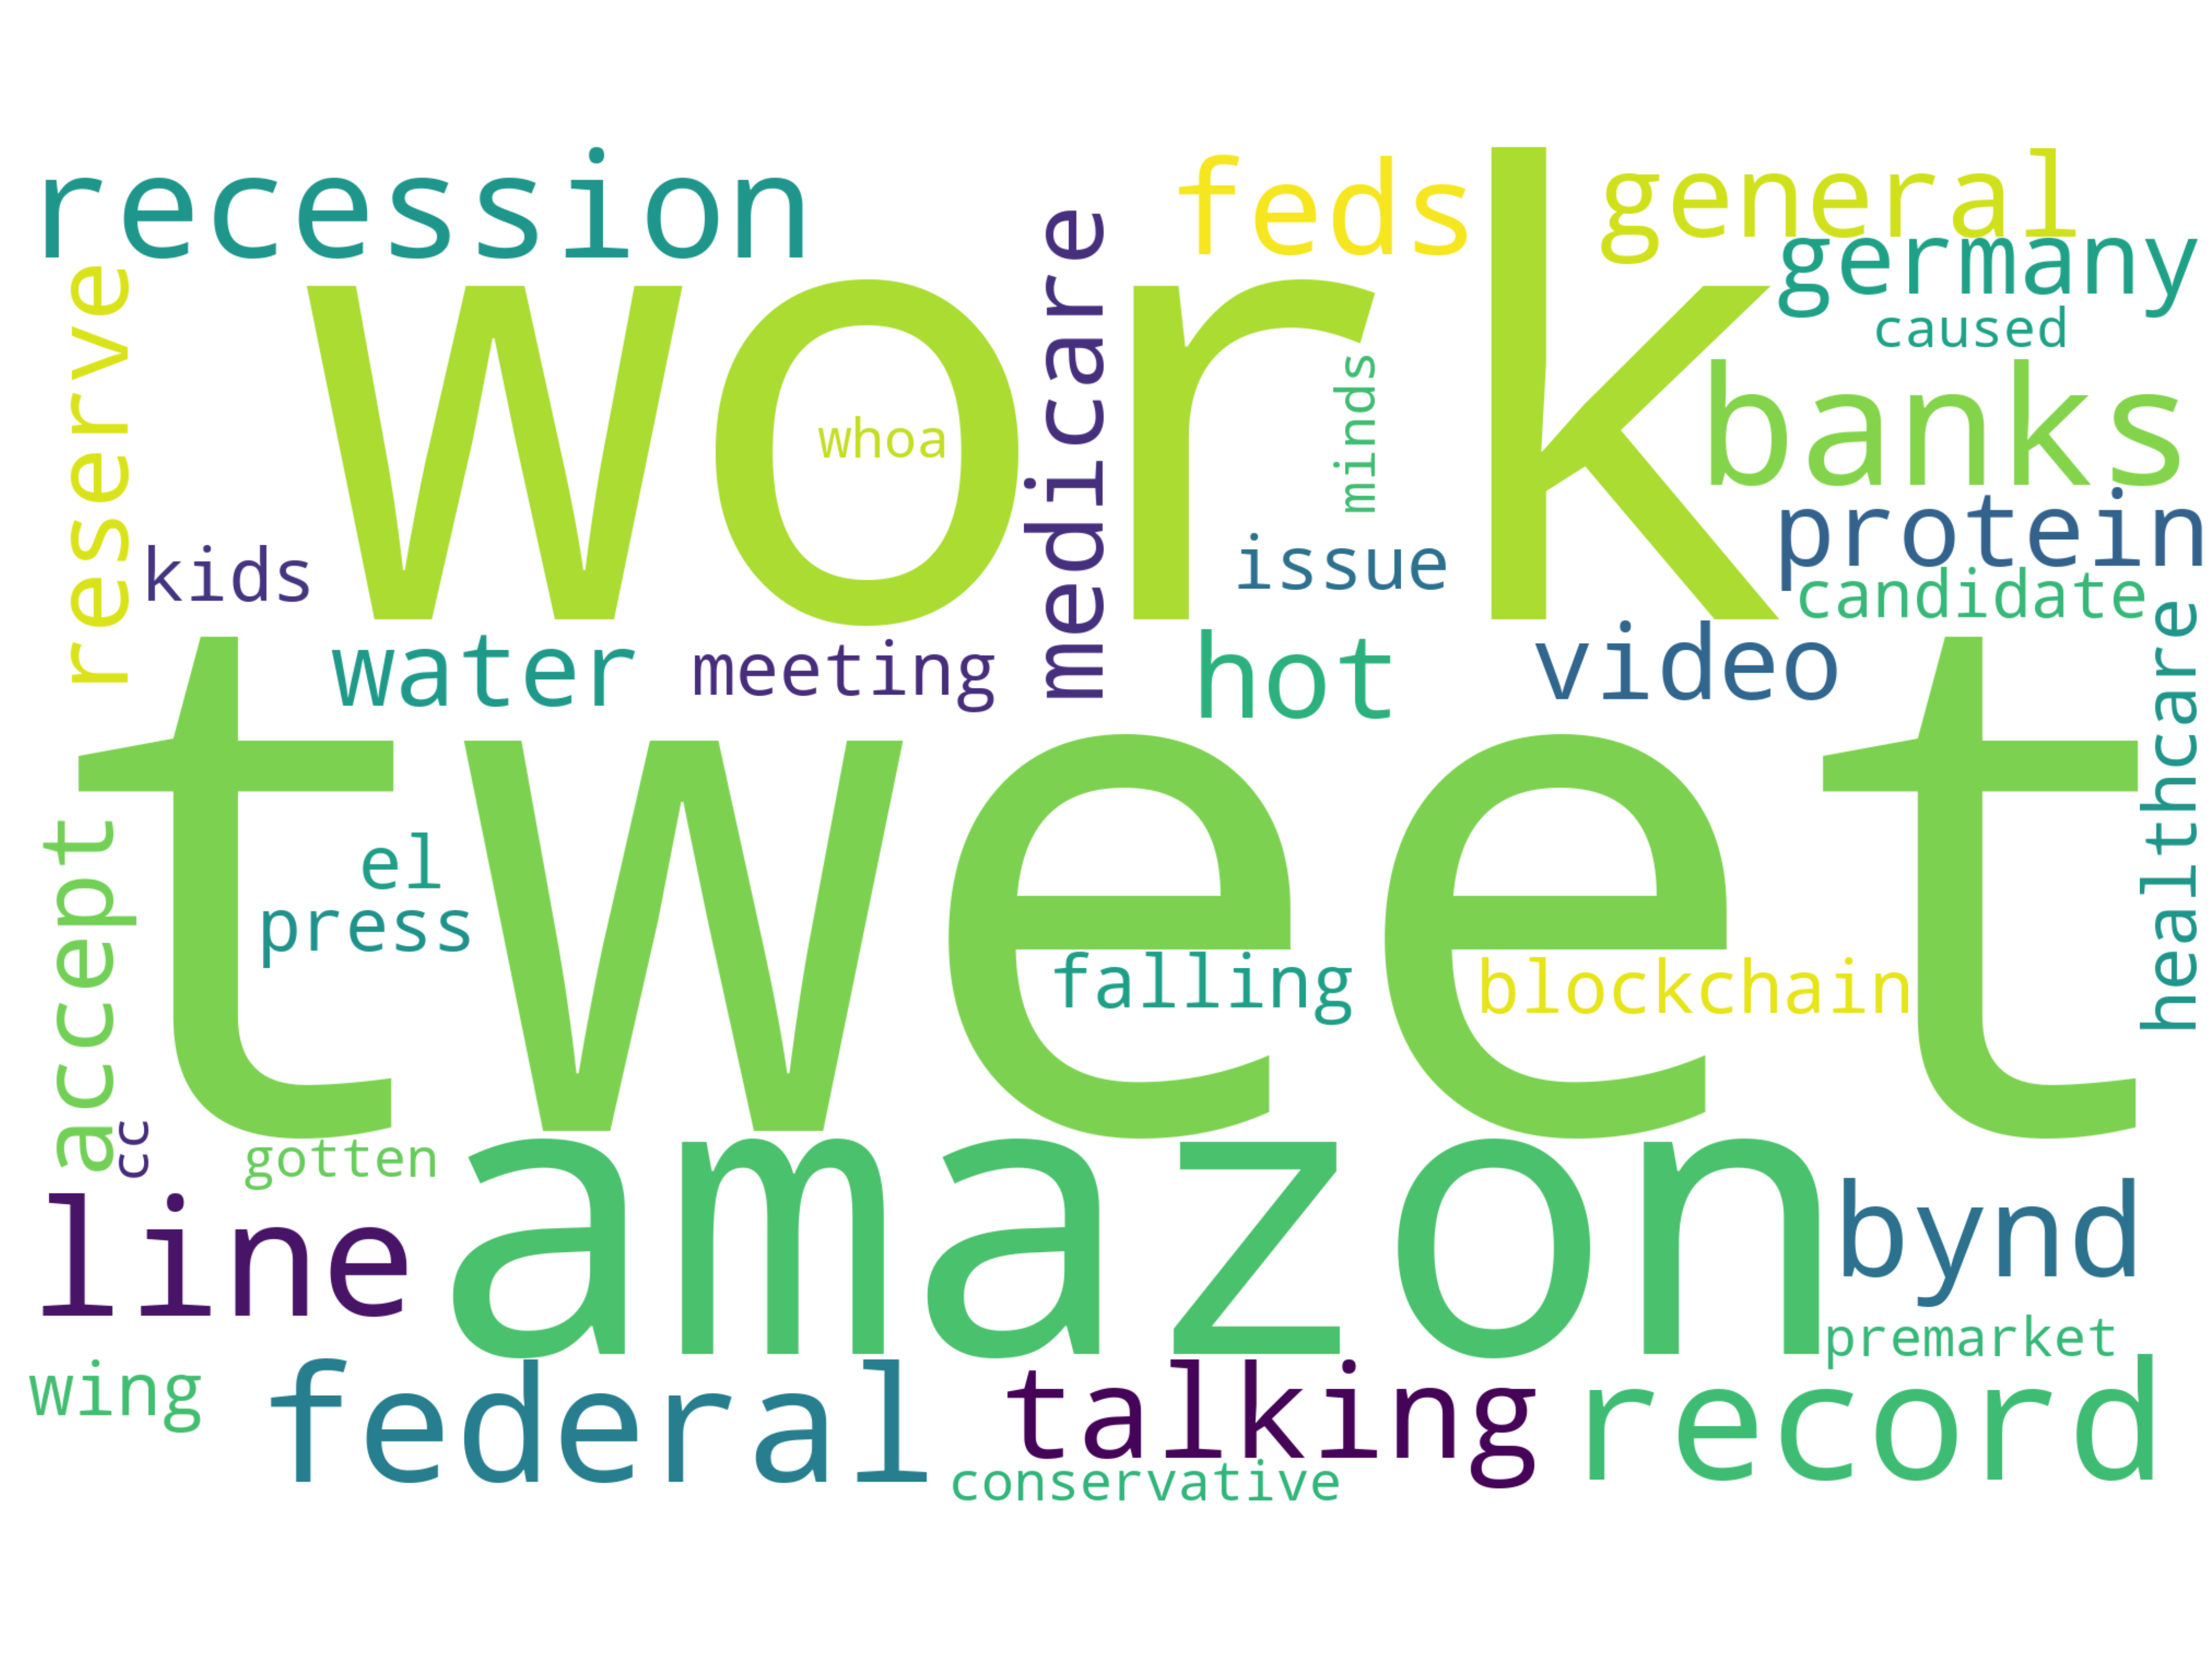 recession
feds
general
germany
reserve
work
medicare
caused
minds
whoa
banks
protein
kids
issue
candidate
water
meeting
hot
video
healthcare
tweet
accept
el
press
falling
blockchain
cc
gotten
line
amazon
bynd
premarket
wing
federal
talking
record
conservative